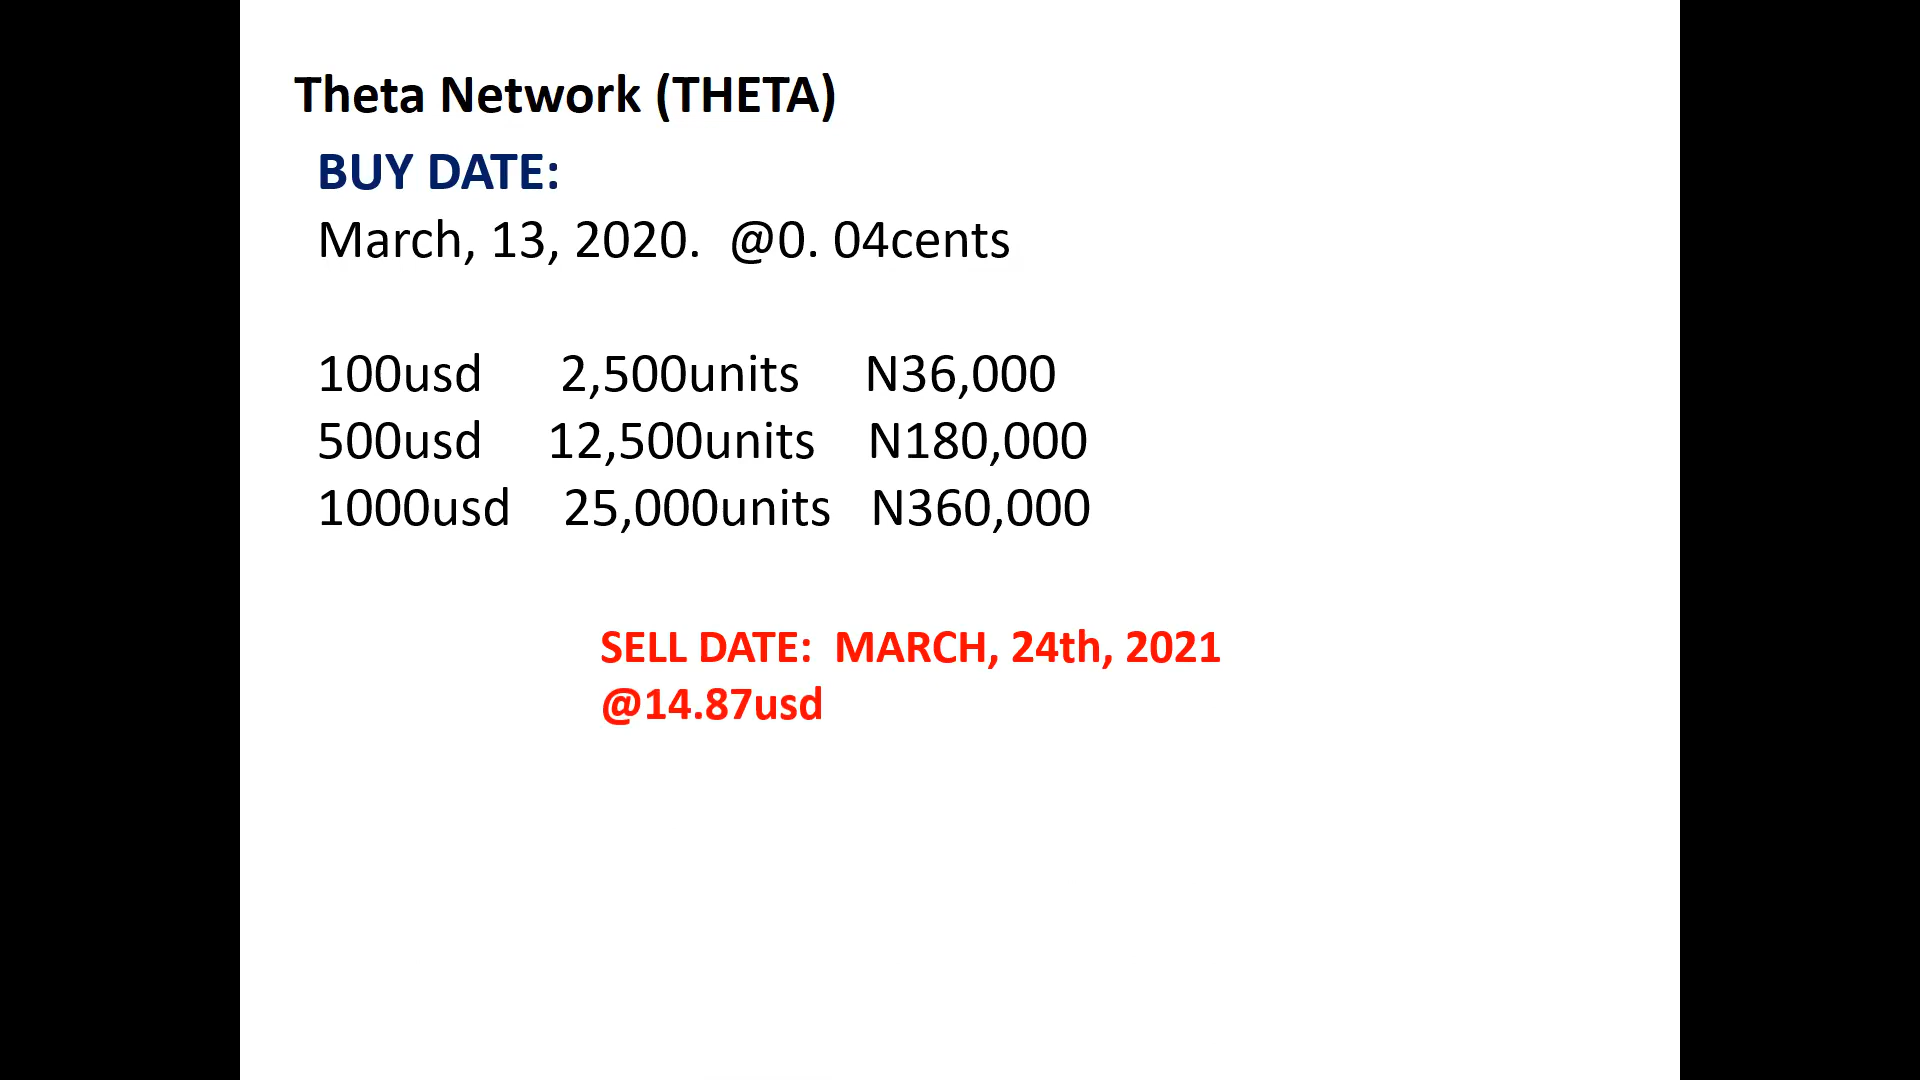 Theta Network (THETA)
BUY DATE:
March, 13, 2020.  @0. 04cents
100usd 2,500units N36,000
500usd 12,500units N180,000
1000usd 25,000units N360,000
SELL DATE:  MARCH, 24th, 2021
@14.87usd